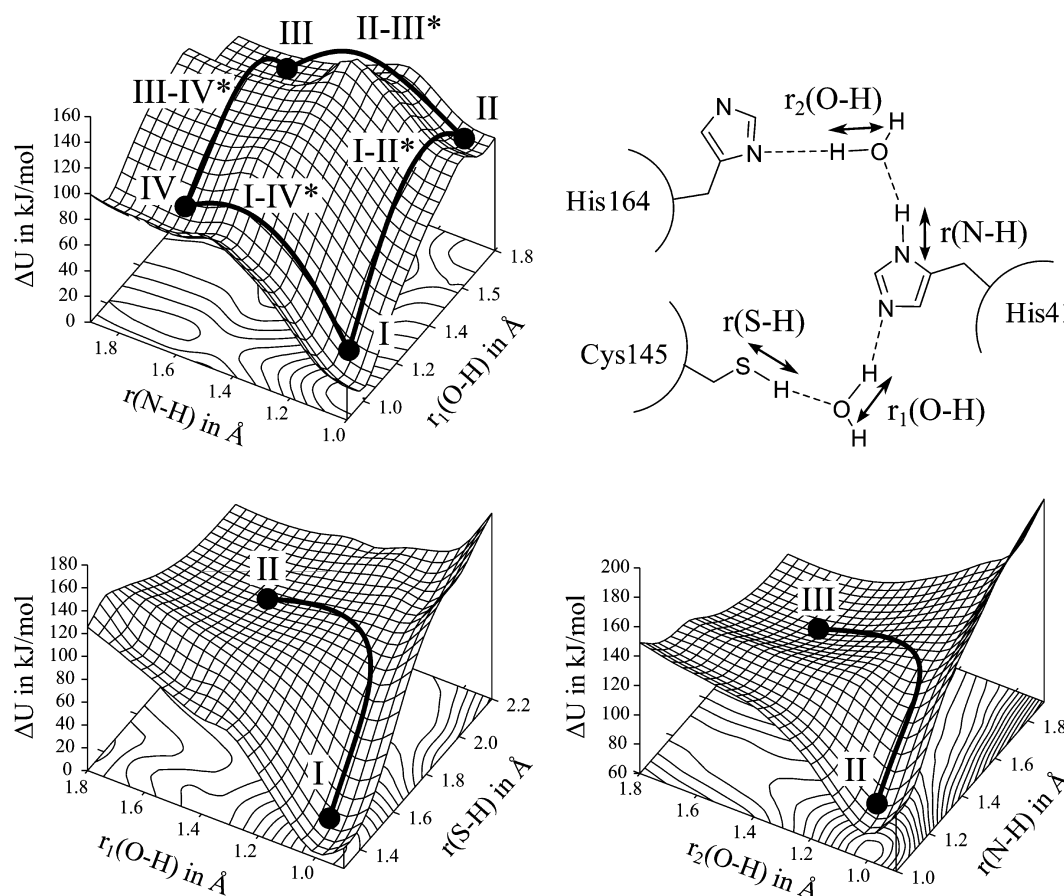 III
II-III*
III-IV*
II
I-II*
IV
I-IV*
I
ΔU in kJ/mol
160
140
120
100
80
60
40
20
0
1.8
1.6
1.4
1.2
1.0
r(N-H) in Å
1.0
1.2
1.4
1.5
1.8
r₁(O-H) in Å
r₂(O-H)
N
H
N
H
O
His164
H
r(N-H)
N
N
His41
r(S-H)
Cys145
S
H
H
O
r₁(O-H)
H
II
I
ΔU in kJ/mol
180
160
140
120
100
80
60
40
20
0
1.8
1.6
1.4
1.2
1.0
r₁(O-H) in Å
1.4
1.6
1.8
2.0
2.2
r(S-H) in Å
III
II
ΔU in kJ/mol
200
180
160
140
120
100
80
60
1.8
1.6
1.4
1.2
1.0
r₂(O-H) in Å
1.0
1.2
1.4
1.6
1.8
r(N-H) in Å